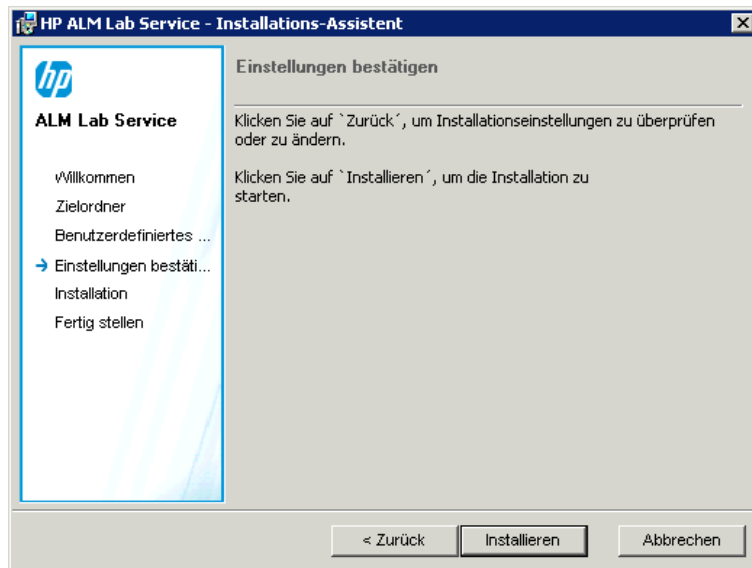 HP ALM Lab Service - Installations-Assistent
hp
ALM Lab Service
Willkommen
Zielordner
Benutzerdefiniertes ...
Einstellungen bestäti...
Installation
Fertig stellen
Einstellungen bestätigen
Klicken Sie auf `Zurück´, um Installationseinstellungen zu überprüfen
oder zu ändern.
Klicken Sie auf `Installieren´, um die Installation zu
starten.
< Zurück
Installieren
Abbrechen